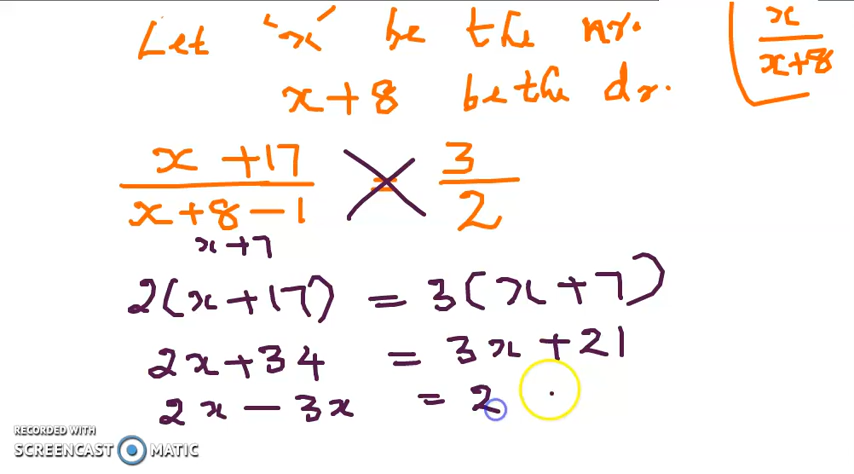 Let 'x' be the nr. x
x+8 be the dr. x+8
x+17 3
x+8-1 = 2
x+7
2(x+17) = 3(x+7)
2x+34 = 3x+21
2x-3x = 2
RECORDED WITH
SCREENCAST MATIC